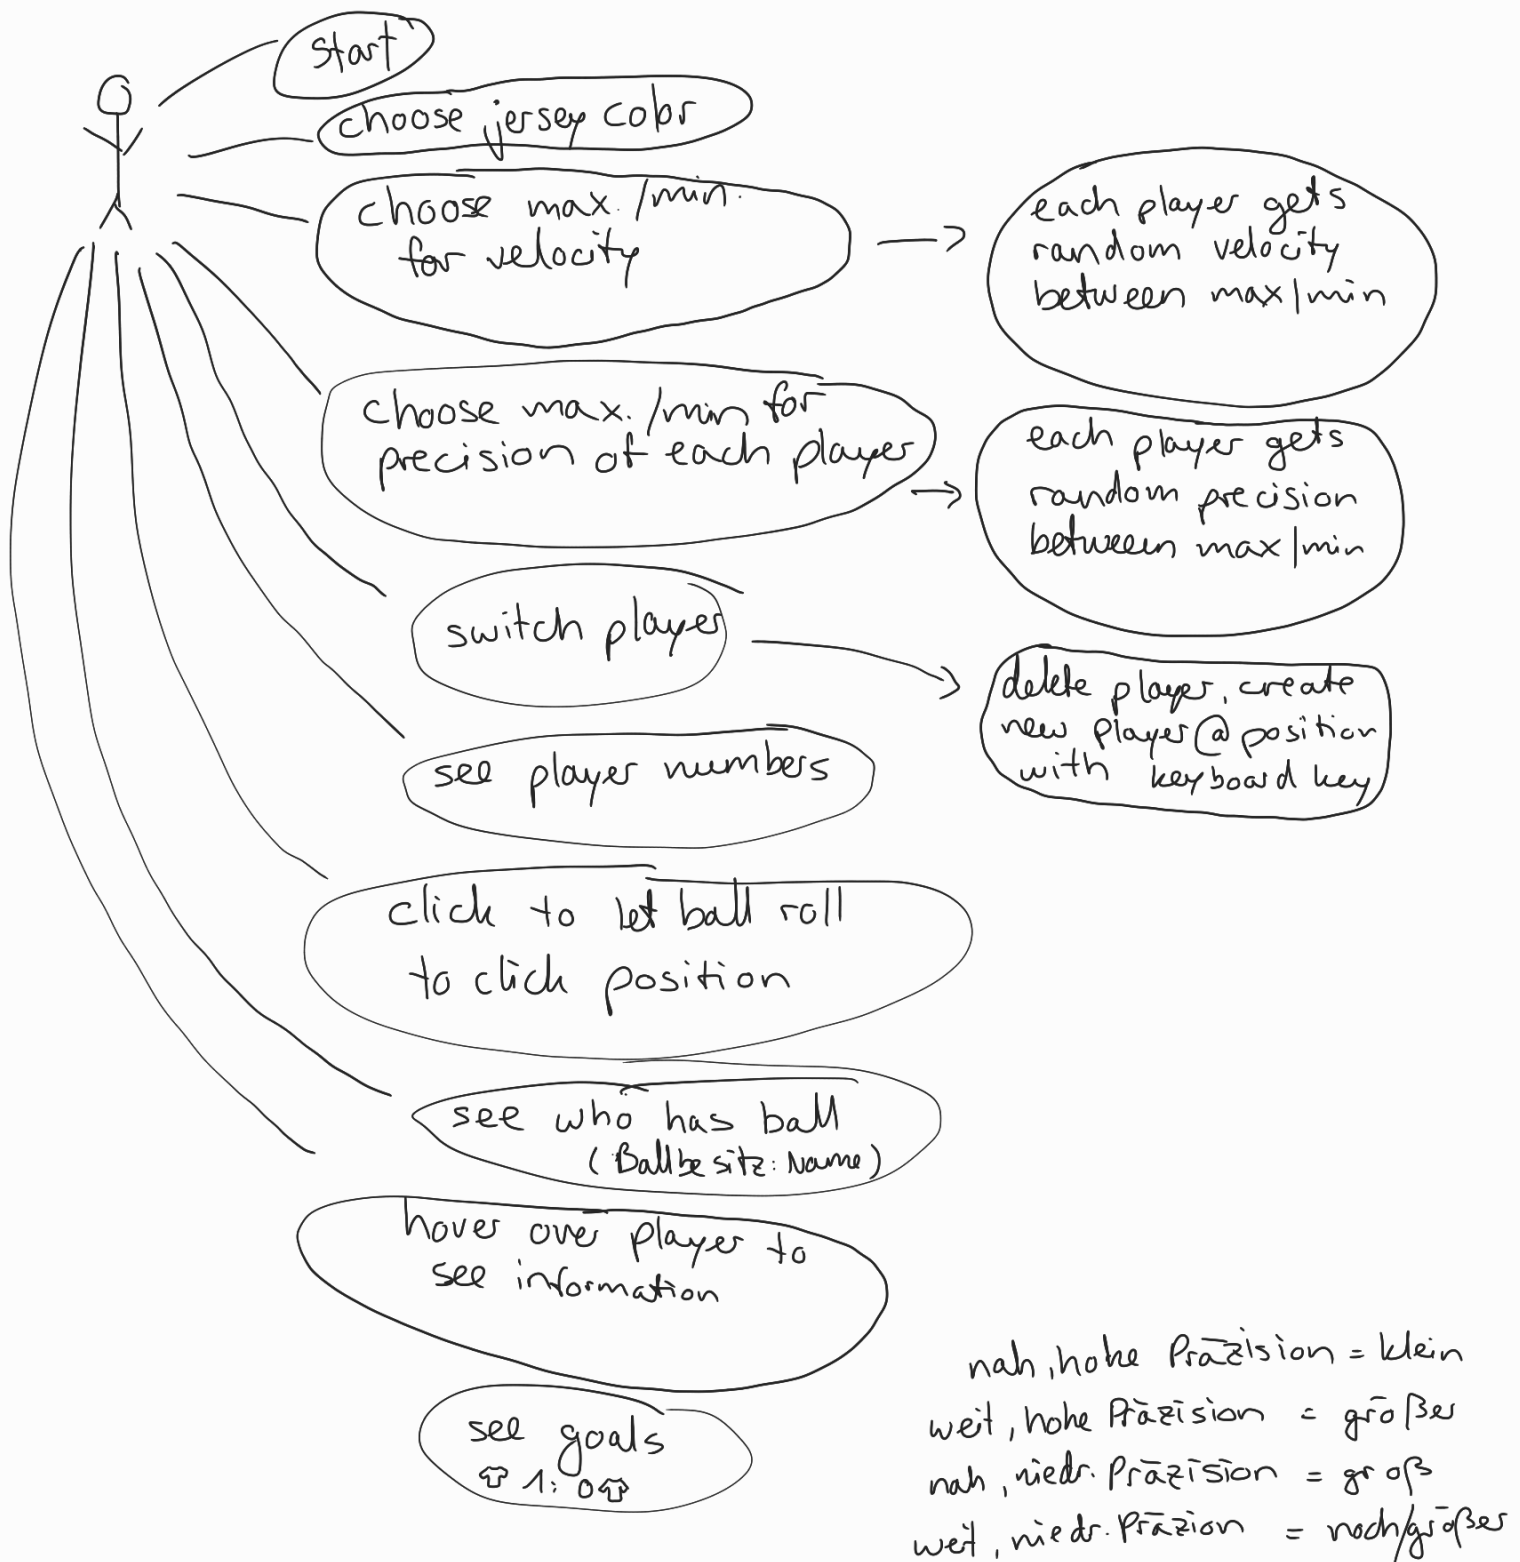 start
choose jersey color
choose max. /min.
for velocity
each player gets
random velocity
between max/min
choose max. /min for
precision of each player
each player gets
random precision
between max/min
switch player
delete player, create
new player@position
with keyboard key
see player numbers
click to let ball roll
to click position
see who has ball
(Ballbesitz: Name)
hover over player to
see information
see goals
1:0
nah, hohe Präzision = klein
weit, hohe Präzision = größer
nah, niedr. Präzision = groß
weit, niedr. Präzion = noch größer